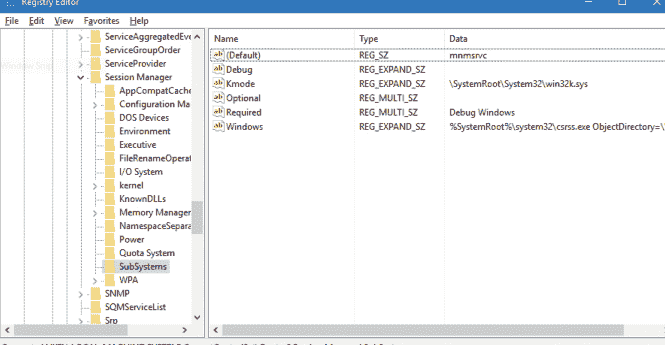 Registry Editor
File Edit View Favorites Help
Name Type Data
ServiceAggregatedEve
ServiceGroupOrder
ServiceProvider
Session Manager
AppCompatCache
Configuration Ma
DOS Devices
Environment
Executive
FileRenameOperat
I/O System
kernel
KnownDLLs
Memory Manager
NamespaceSepara
Power
Quota System
SubSystems
WPA
SNMP
SQMServiceList
Srp
(Default) REG_SZ mnmsrvc
Debug REG_EXPAND_SZ
Kmode REG_EXPAND_SZ \SystemRoot\System32\win32k.sys
Optional REG_MULTI_SZ
Required REG_MULTI_SZ Debug Windows
Windows REG_EXPAND_SZ %SystemRoot%\system32\csrss.exe ObjectDirectory=\